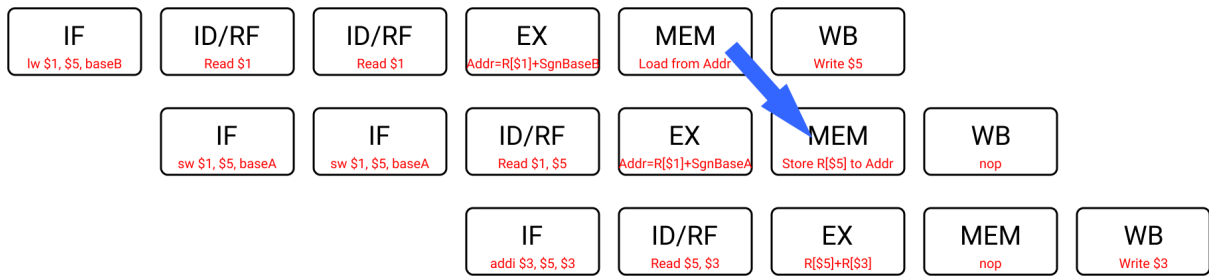 IF
lw $1, $5, baseB
ID/RF
Read $1
ID/RF
Read $1
EX
Addr=R[$1]+SgnBaseB
MEM
Load from Addr
WB
Write $5
IF
sw $1, $5, baseA
IF
sw $1, $5, baseA
ID/RF
Read $1, $5
EX
Addr=R[$1]+SgnBaseA
MEM
Store R[$5] to Addr
WB
nop
IF
addi $3, $5, $3
ID/RF
Read $5, $3
EX
R[$5]+R[$3]
MEM
nop
WB
Write $3